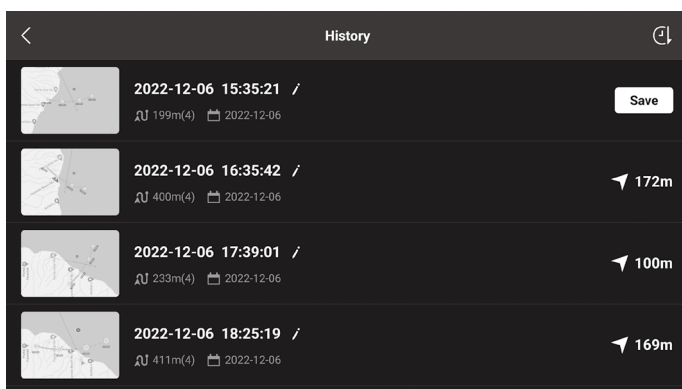 History
2022-12-06 15:35:21
199m(4) 2022-12-06
Save
2022-12-06 16:35:42
400m(4) 2022-12-06
172m
2022-12-06 17:39:01
233m(4) 2022-12-06
100m
2022-12-06 18:25:19
411m(4) 2022-12-06
169m